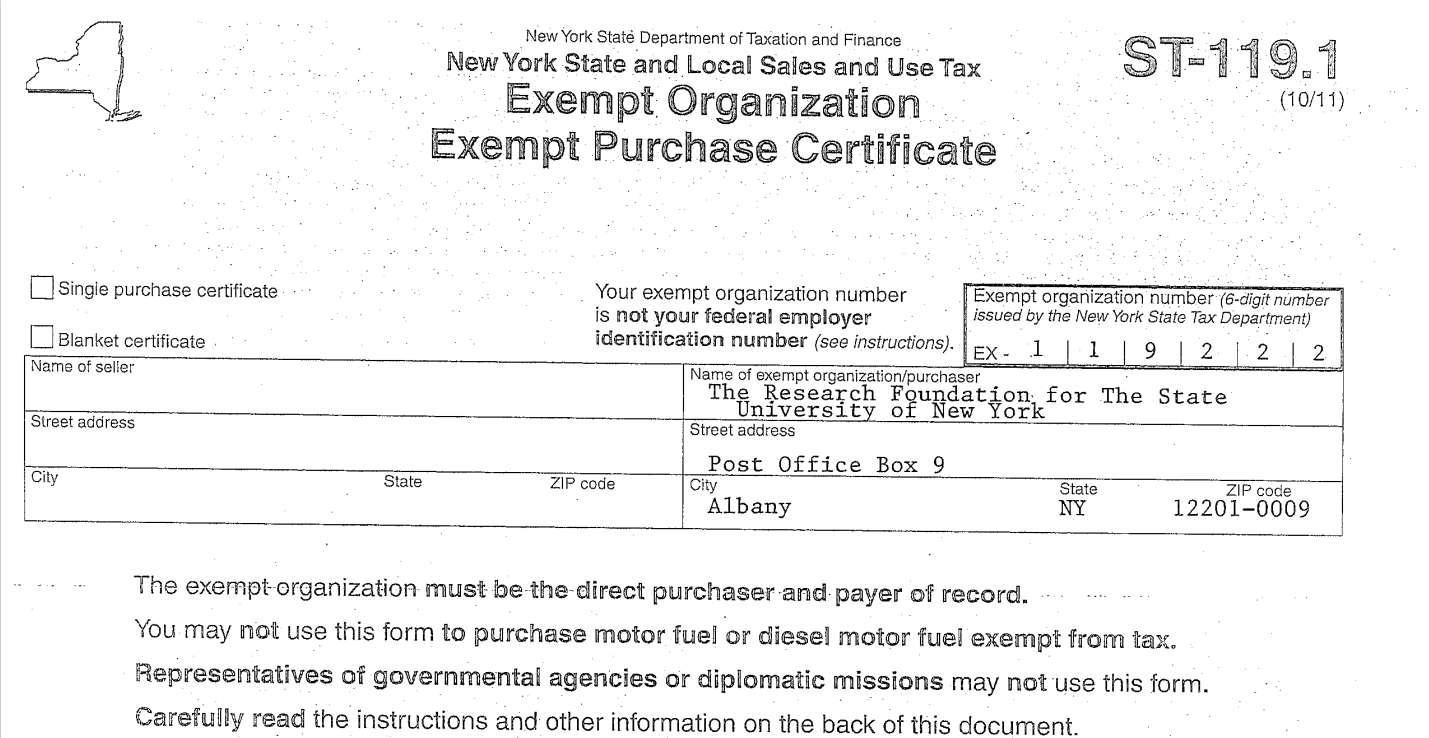 New York State Department of Taxation and Finance
New York State and Local Sales and Use Tax
Exempt Organization
Exempt Purchase Certificate
ST-119.1
(10/11)
Single purchase certificate
Blanket certificate
Your exempt organization number
is not your federal employer
identification number (see instructions).
Exempt organization number (6-digit number
issued by the New York State Tax Department)
EX - 1 | 1 | 9 | 2 | 2 | 2
Name of seller
Name of exempt organization/purchaser
The Research Foundation for The State
University of New York
Street address
Street address
Post Office Box 9
City State ZIP code
City State ZIP code
Albany NY 12201-0009
The exempt organization must be the direct purchaser and payer of record.
You may not use this form to purchase motor fuel or diesel motor fuel exempt from tax.
Representatives of governmental agencies or diplomatic missions may not use this form.
Carefully read the instructions and other information on the back of this document.